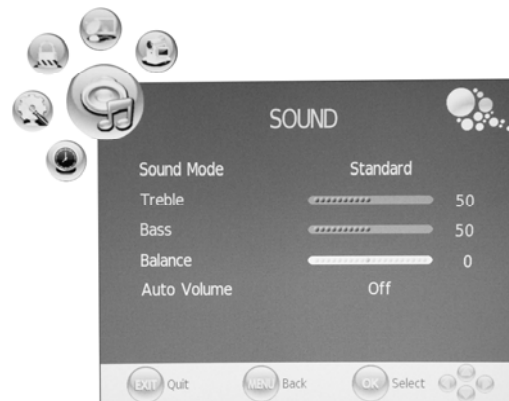 SOUND
Sound Mode Standard
Treble 50
Bass 50
Balance 0
Auto Volume Off
EXIT Quit MENU Back OK Select